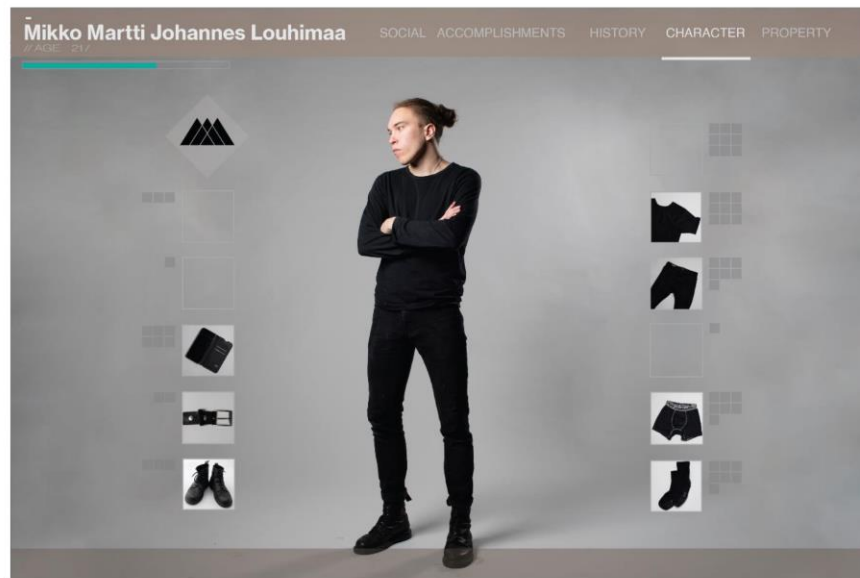 Mikko Martti Johannes Louhimaa
// AGE 21 /
SOCIAL ACCOMPLISHMENTS HISTORY CHARACTER PROPERTY